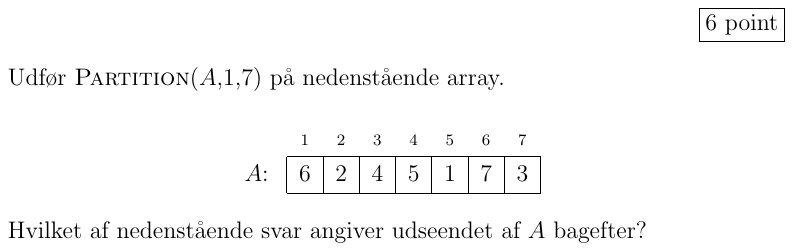 6 point
Udfør PARTITION(A,1,7) på nedenstående array.
1 2 3 4 5 6 7
A: 6 2 4 5 1 7 3
Hvilket af nedenstående svar angiver udseendet af A bagefter?